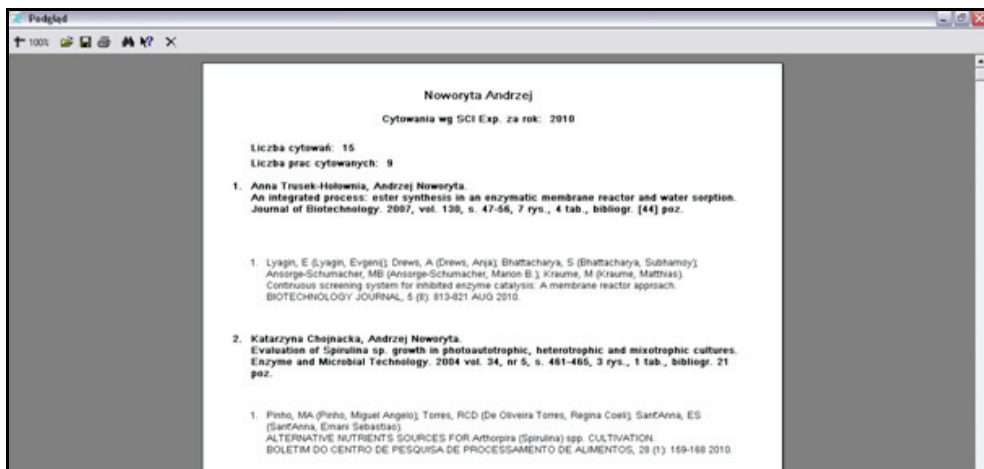 Podgląd
100%
Noworyta Andrzej
Cytowania wg SCI Exp. za rok: 2010
Liczba cytowań: 15
Liczba prac cytowanych: 9
1. Anna Trusek-Hołownia, Andrzej Noworyta.
An integrated process: ester synthesis in an enzymatic membrane reactor and water sorption.
Journal of Biotechnology. 2007, vol. 130, s. 47-56, 7 rys., 4 tab., bibliogr. [44] poz.
1. Lyagin, E (Lyagin, Evgenij); Drews, A (Drews, Anja); Bhattacharya, S (Bhattacharya, Subhamoy);
Ansorge-Schumacher, MB (Ansorge-Schumacher, Marion B.); Kraume, M (Kraume, Matthias).
Continuous screening system for inhibited enzyme catalysis. A membrane reactor approach.
BIOTECHNOLOGY JOURNAL, 5 (8): 813-821 AUG 2010.
2. Katarzyna Chojnacka, Andrzej Noworyta.
Evaluation of Spirulina sp. growth in photoautotrophic, heterotrophic and mixotrophic cultures.
Enzyme and Microbial Technology. 2004 vol. 34, nr 5, s. 461-465, 3 rys., 1 tab., bibliogr. 21
poz.
1. Pinho, MA (Pinho, Miguel Angelo); Torres, RCD (De Oliveira Torres, Regina Coeli); Sant'Anna, ES
(Sant'Anna, Ernani Sebastiao).
ALTERNATIVE NUTRIENTS SOURCES FOR Arthorpira (Spirulina) spp. CULTIVATION.
BOLETIM DO CENTRO DE PESQUISA DE PROCESSAMENTO DE ALIMENTOS, 28 (1): 159-168 2010.